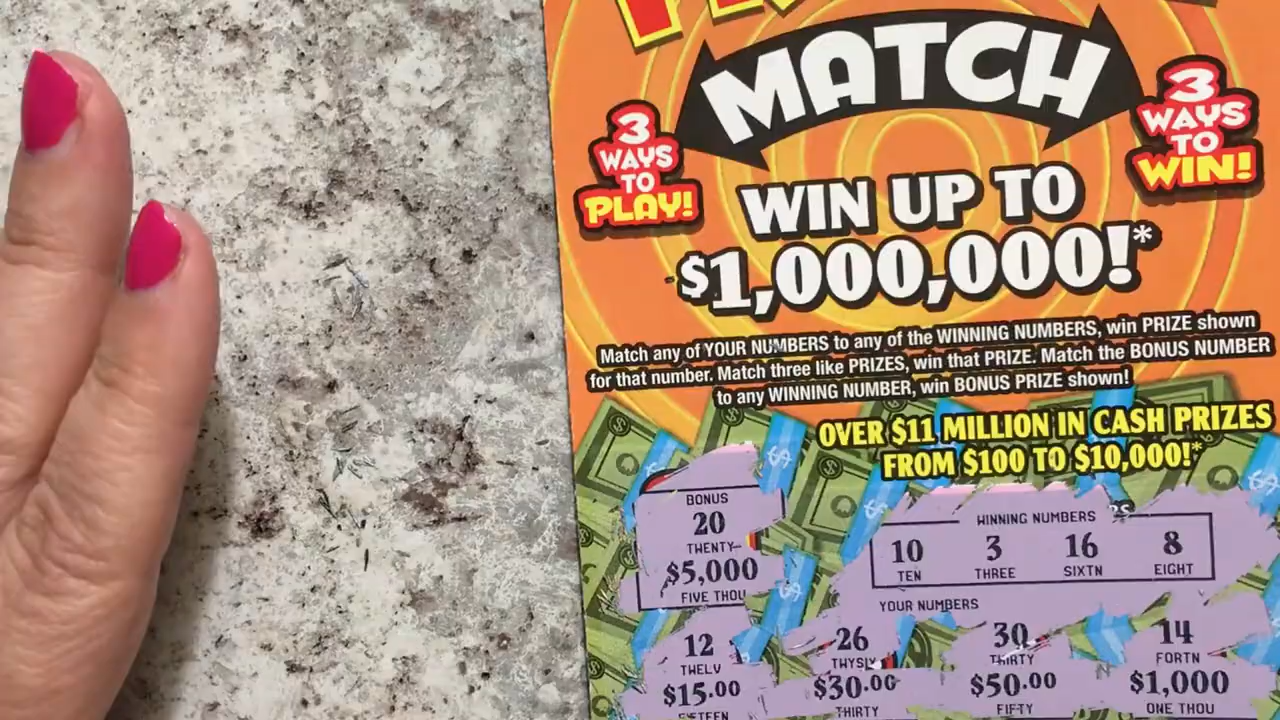 MATCH
3 WAYS TO PLAY!
3 WAYS TO WIN!
WIN UP TO
$1,000,000!*
Match any of YOUR NUMBERS to any of the WINNING NUMBERS, win PRIZE shown
for that number. Match three like PRIZES, win that PRIZE. Match the BONUS NUMBER
to any WINNING NUMBER, win BONUS PRIZE shown!
OVER $11 MILLION IN CASH PRIZES
FROM $100 TO $10,000!*
BONUS
20
TWENTY
$5,000
FIVE THOU
WINNING NUMBERS
10 3 16 8
TEN THREE SIXTN EIGHT
YOUR NUMBERS
12 26 30 14
TWELV TWYSI THIRTY FORTN
$15.00 $30.00 $50.00 $1,000
FIFTEEN THIRTY FIFTY ONE THOU